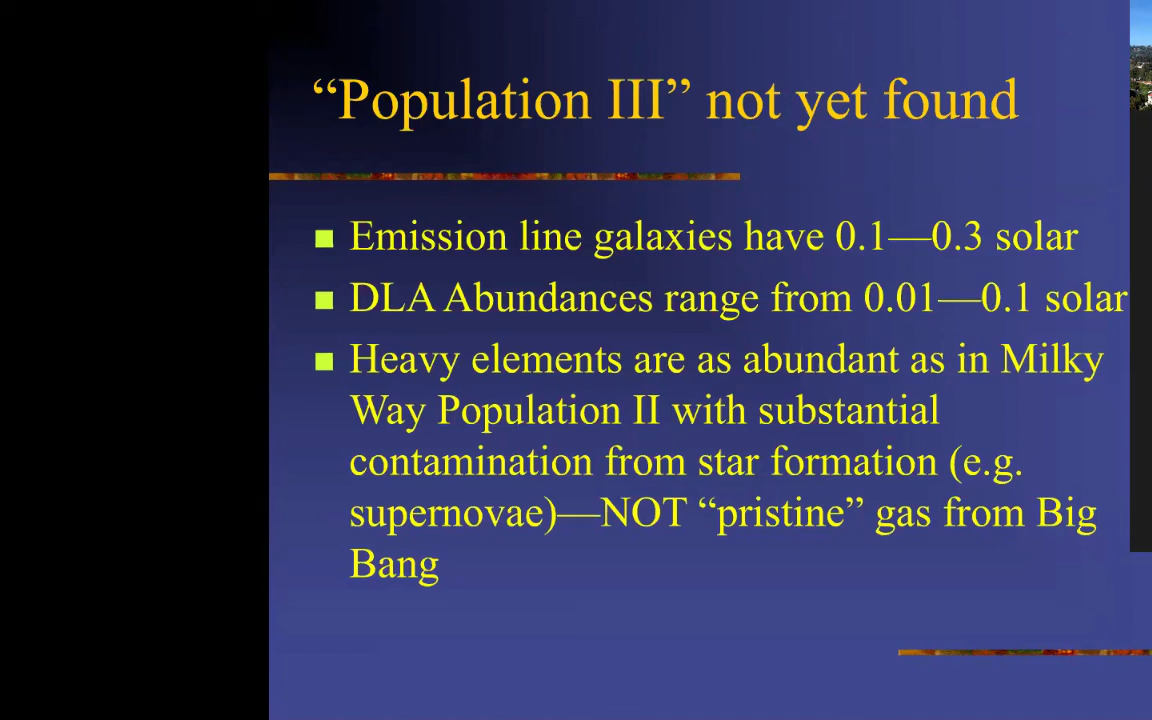 “Population III” not yet found
Emission line galaxies have 0.1—0.3 solar
DLA Abundances range from 0.01—0.1 solar
Heavy elements are as abundant as in Milky
Way Population II with substantial
contamination from star formation (e.g.
supernovae)—NOT “pristine” gas from Big
Bang